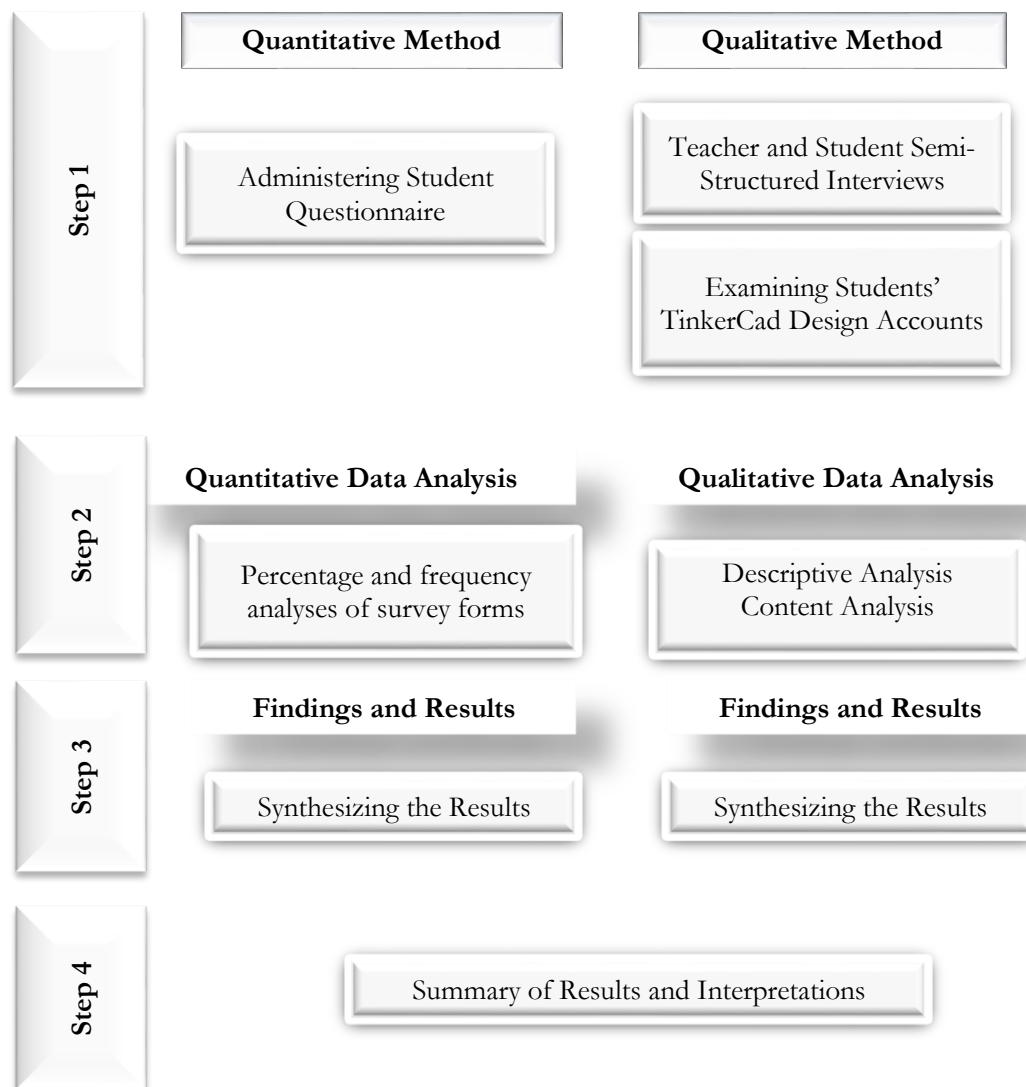 Step 1
Quantitative Method
Qualitative Method
Administering Student
Questionnaire
Teacher and Student Semi-
Structured Interviews
Examining Students’
TinkerCad Design Accounts
Step 2
Quantitative Data Analysis
Qualitative Data Analysis
Percentage and frequency
analyses of survey forms
Descriptive Analysis
Content Analysis
Step 3
Findings and Results
Findings and Results
Synthesizing the Results
Synthesizing the Results
Step 4
Summary of Results and Interpretations